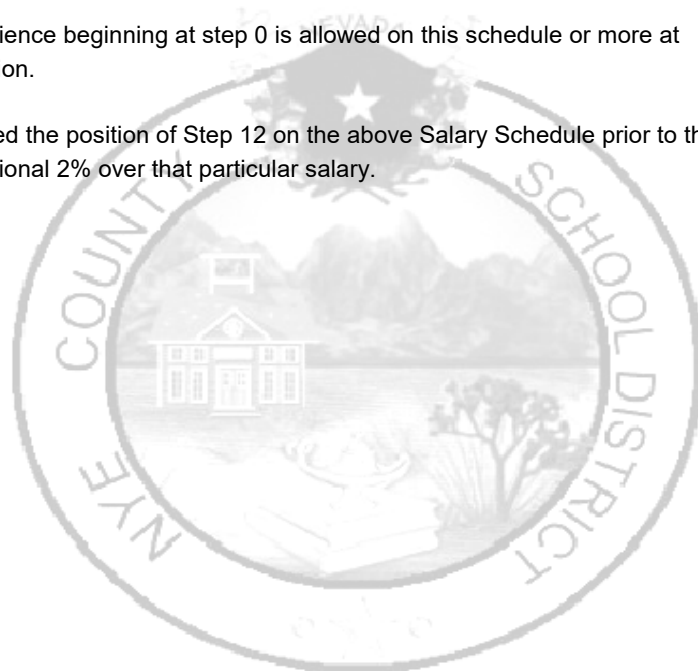 NEVADA
ience beginning at step 0 is allowed on this schedule or more at
on.
ed the position of Step 12 on the above Salary Schedule prior to th
ional 2% over that particular salary.
NYE COUNTY SCHOOL DISTRICT